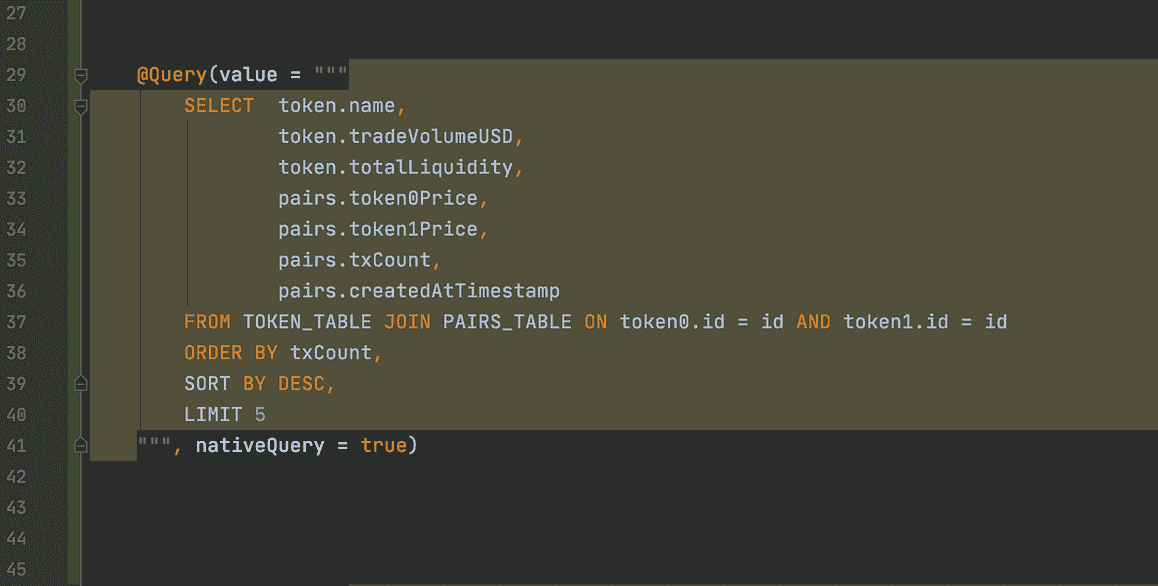 27
28
29 @Query(value = """
30 SELECT token.name,
31 token.tradeVolumeUSD,
32 token.totalLiquidity,
33 pairs.token0Price,
34 pairs.token1Price,
35 pairs.txCount,
36 pairs.createdAtTimestamp
37 FROM TOKEN_TABLE JOIN PAIRS_TABLE ON token0.id = id AND token1.id = id
38 ORDER BY txCount,
39 SORT BY DESC,
40 LIMIT 5
41 """, nativeQuery = true)
42
43
44
45